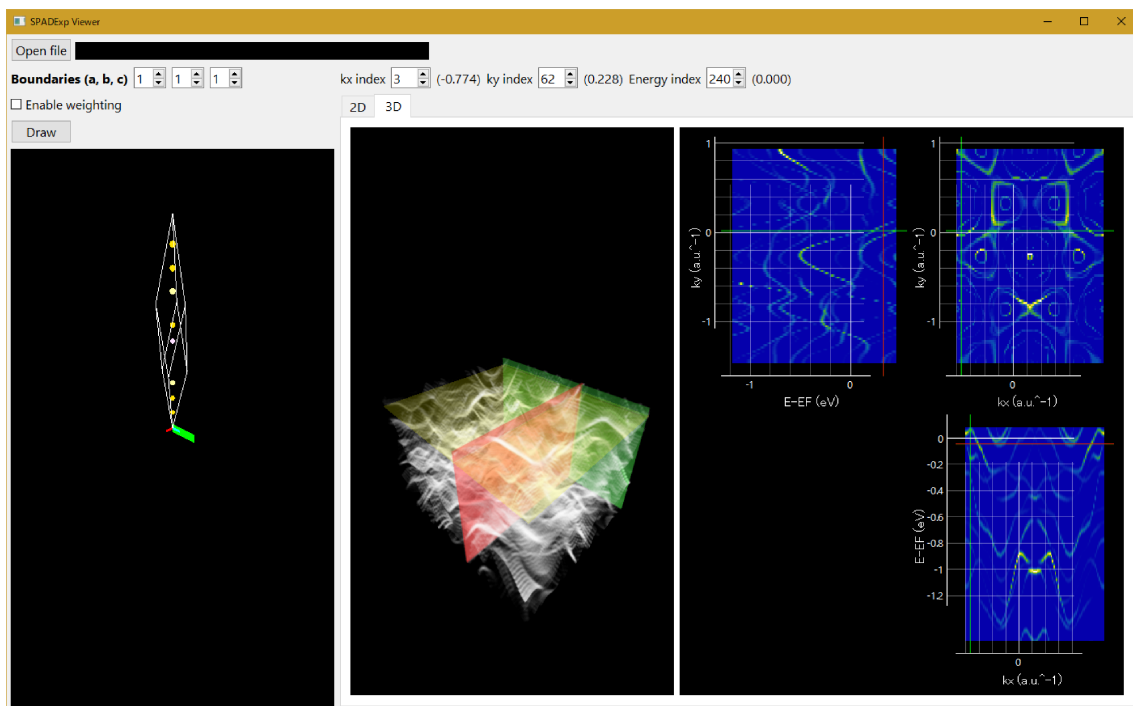 SPADExp Viewer
Open file
Boundaries (a, b, c) 1 1 1
kx index 3 (-0.774) ky index 62 (0.228) Energy index 240 (0.000)
Enable weighting
2D 3D
Draw
1
0
-1
ky (a.u.^-1)
-1 0
E-EF (eV)
1
0
-1
ky (a.u.^-1)
0
kx (a.u.^-1)
0
-0.2
-0.4
-0.6
-0.8
-1
-1.2
E-EF (eV)
0
kx (a.u.^-1)